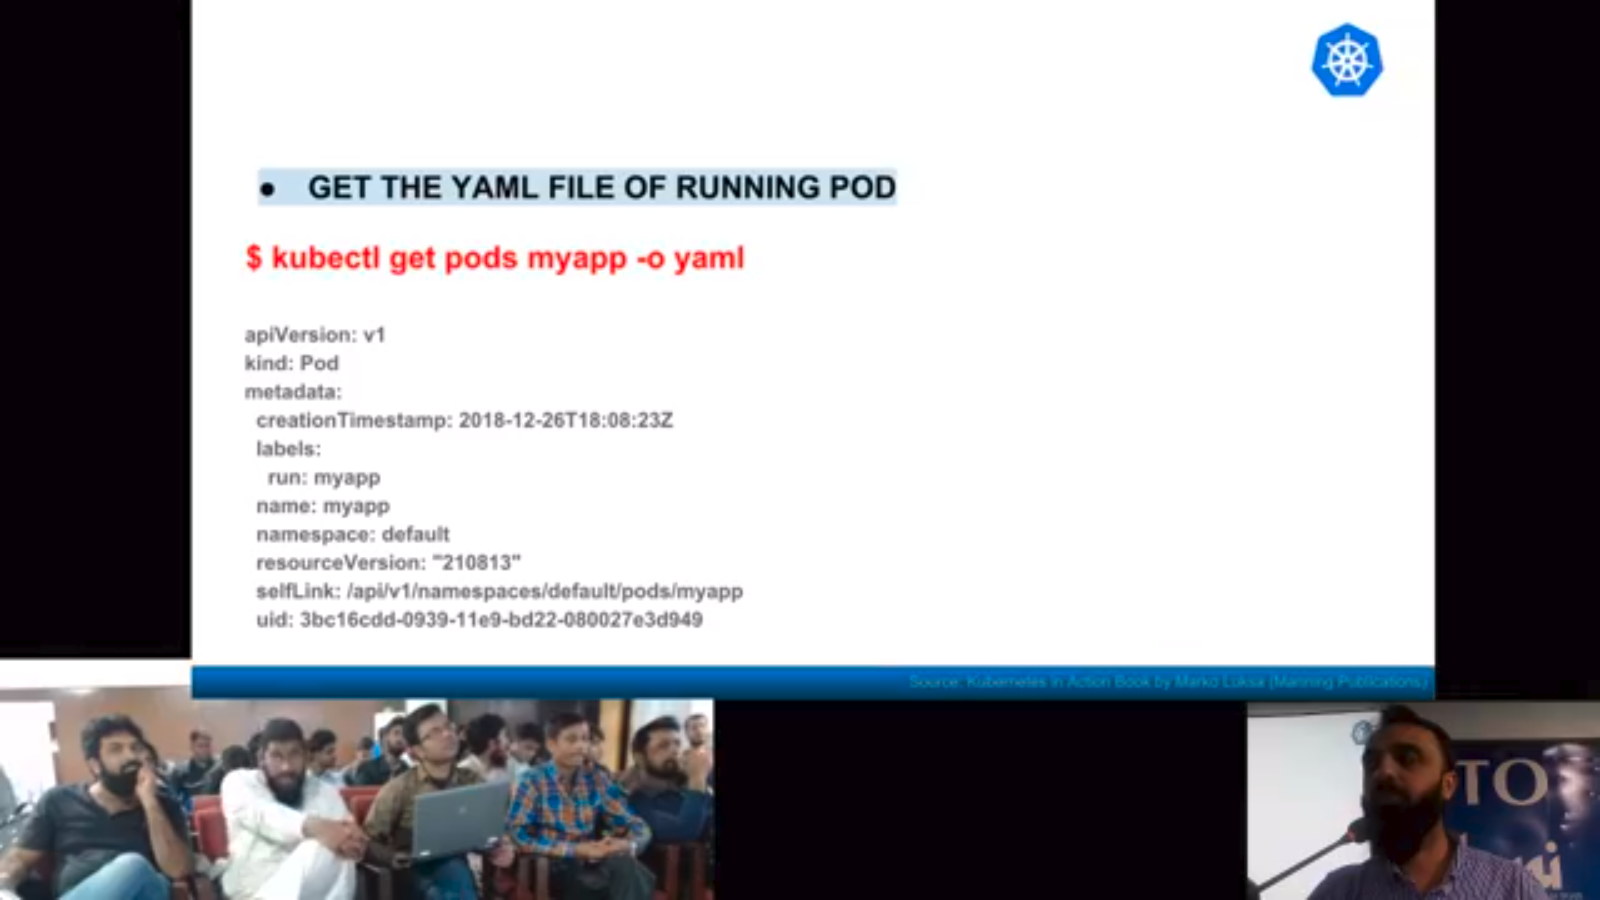 ● GET THE YAML FILE OF RUNNING POD
$ kubectl get pods myapp -o yaml
apiVersion: v1
kind: Pod
metadata:
creationTimestamp: 2018-12-26T18:08:23Z
labels:
run: myapp
name: myapp
namespace: default
resourceVersion: "210813"
selfLink: /api/v1/namespaces/default/pods/myapp
uid: 3bc16cdd-0939-11e9-bd22-080027e3d949
Source: Kubernetes in Action Book by Marko Luksa (Manning Publications)
TO